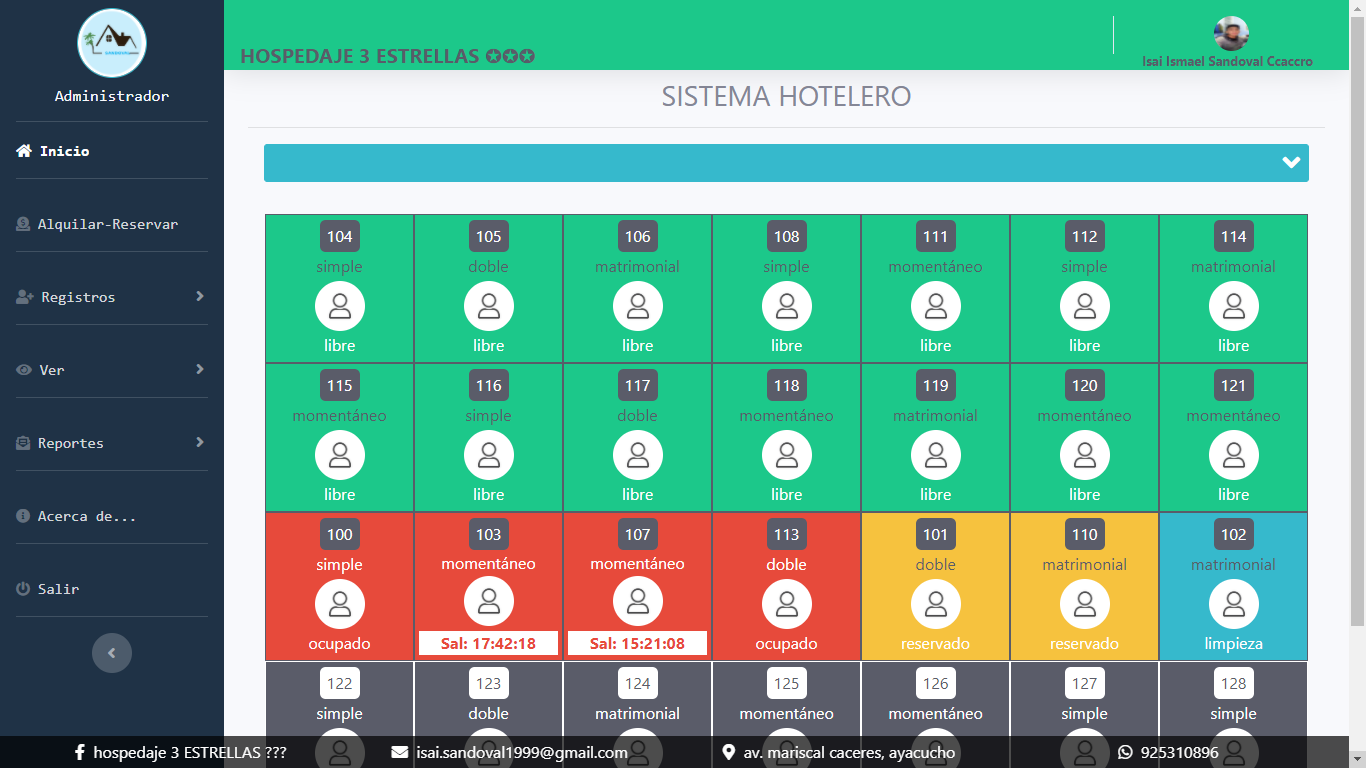 Administrador
Inicio
Alquilar-Reservar
Registros
Ver
Reportes
Acerca de...
Salir
HOSPEDAJE 3 ESTRELLAS ✪✪✪
Isai Ismael Sandoval Ccaccro
SISTEMA HOTELERO
104 105 106 108 111 112 114
simple doble matrimonial simple momentáneo simple matrimonial
libre libre libre libre libre libre libre
115 116 117 118 119 120 121
momentáneo simple doble momentáneo matrimonial momentáneo momentáneo
libre libre libre libre libre libre libre
100 103 107 113 101 110 102
simple momentáneo momentáneo doble doble matrimonial matrimonial
ocupado Sal: 17:42:18 Sal: 15:21:08 ocupado reservado reservado limpieza
122 123 124 125 126 127 128
simple doble matrimonial momentáneo momentáneo simple simple
hospedaje 3 ESTRELLAS ??? isai.sandoval1999@gmail.com av. mariscal caceres, ayacucho 925310896